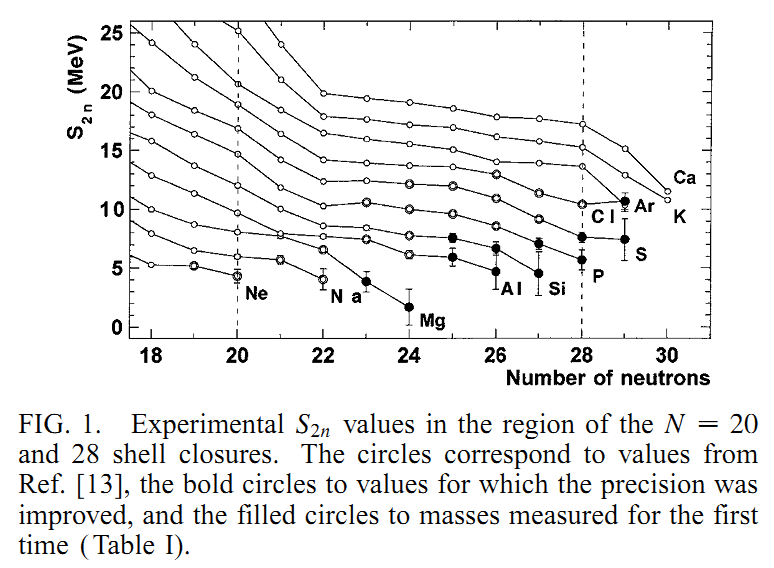 S2n (MeV)
25
20
15
10
5
0
Ca
K
Ar
Cl
S
P
Si
Al
Mg
Na
Ne
18 20 22 24 26 28 30
Number of neutrons
FIG. 1. Experimental S2n values in the region of the N = 20
and 28 shell closures. The circles correspond to values from
Ref. [13], the bold circles to values for which the precision was
improved, and the filled circles to masses measured for the first
time (Table I).